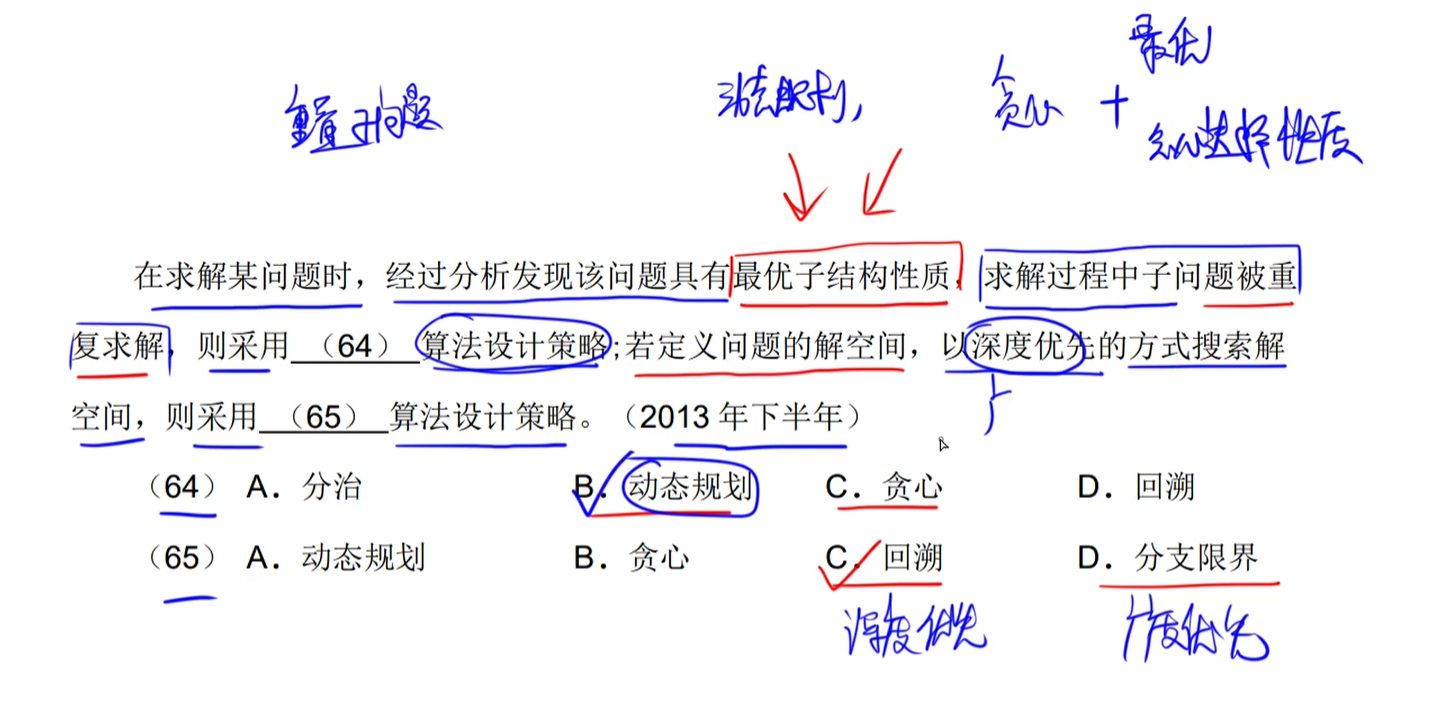 最优
重叠子问题 动态规划, 贪心 +
贪心选择性质
在求解某问题时，经过分析发现该问题具有最优子结构性质，求解过程中子问题被重
复求解，则采用 （64） 算法设计策略;若定义问题的解空间，以深度优先的方式搜索解
空间，则采用 （65） 算法设计策略。（2013 年下半年）
（64） A．分治 B．动态规划 C．贪心 D．回溯
（65） A．动态规划 B．贪心 C．回溯 D．分支限界
深度优先 广度优先